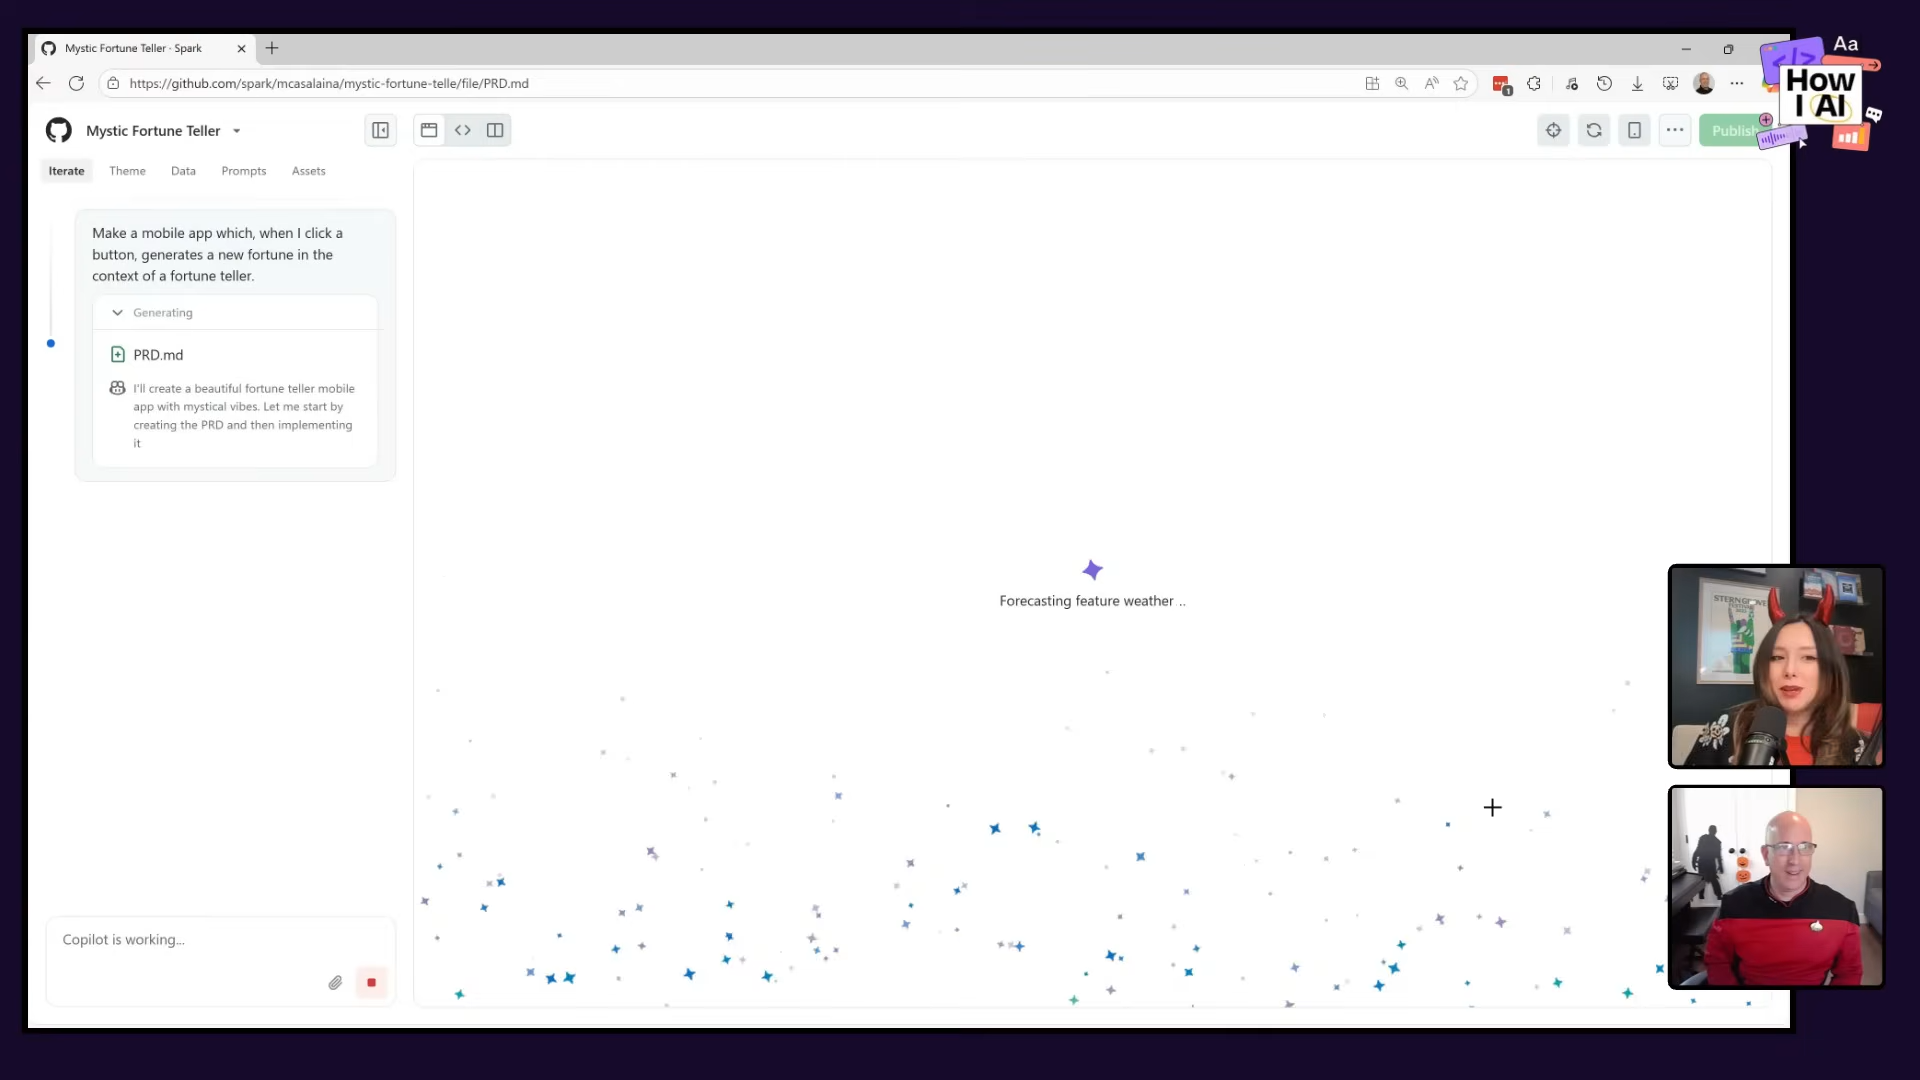 Mystic Fortune Teller - Spark
https://github.com/spark/mcasalaina/mystic-fortune-telle/file/PRD.md
1
Aa
</>
How
I AI
Mystic Fortune Teller
Publish
Iterate
Theme
Data
Prompts
Assets
Make a mobile app which, when I click a
button, generates a new fortune in the
context of a fortune teller.
Generating
PRD.md
I'll create a beautiful fortune teller mobile
app with mystical vibes. Let me start by
creating the PRD and then implementing
it
Forecasting feature weather ..
Copilot is working...